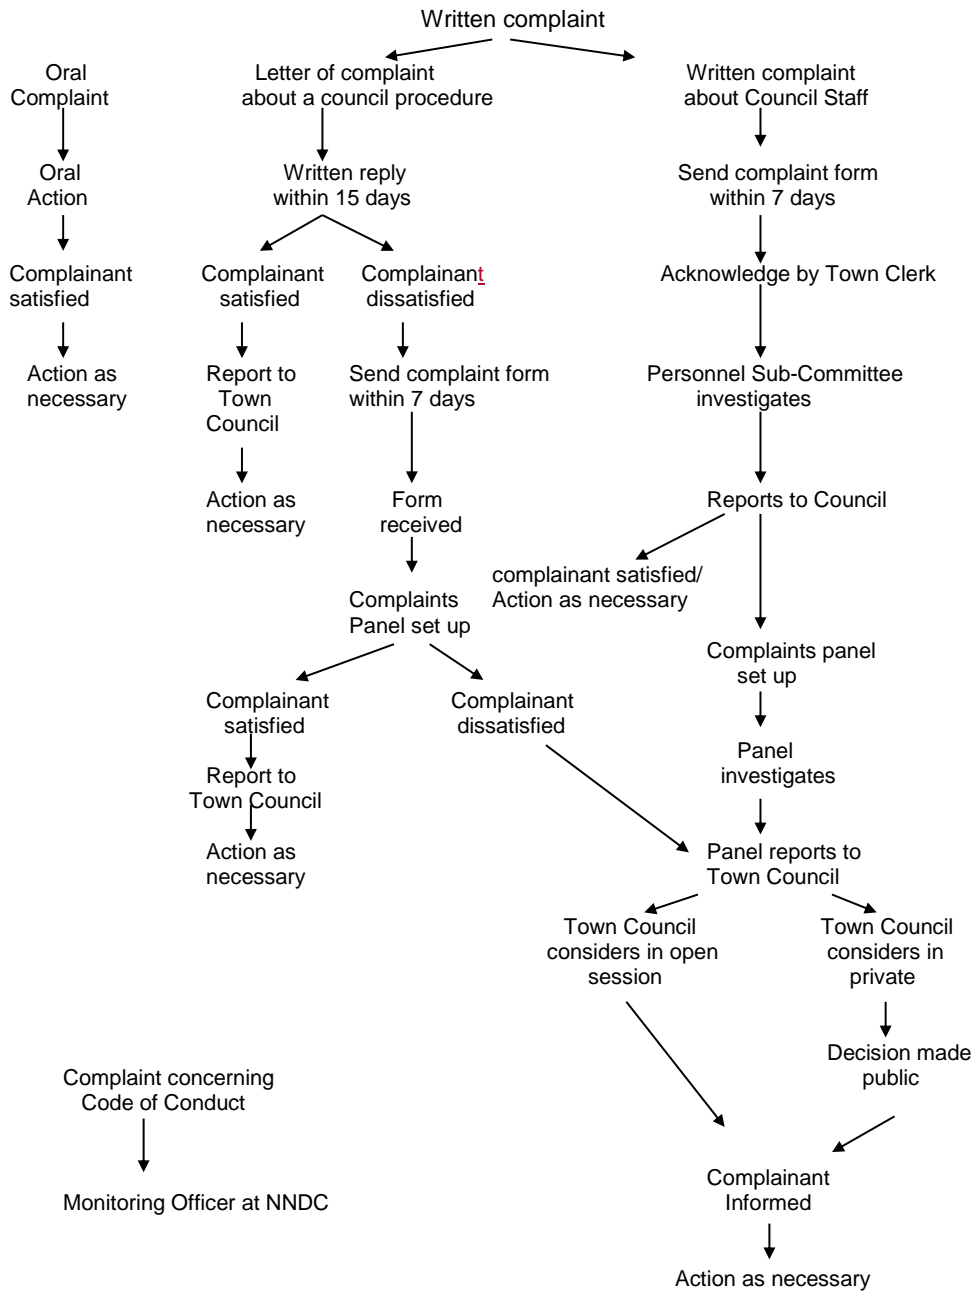 Written complaint
Oral
Complaint
Letter of complaint
about a council procedure
Written complaint
about Council Staff
Oral
Action
Written reply
within 15 days
Send complaint form
within 7 days
Complainant
satisfied
Complainant
satisfied
Complainant
dissatisfied
Acknowledge by Town Clerk
Action as
necessary
Report to
Town
Council
Send complaint form
within 7 days
Personnel Sub-Committee
investigates
Action as
necessary
Form
received
Reports to Council
complainant satisfied/
Action as necessary
Complaints
Panel set up
Complaints panel
set up
Complainant
satisfied
Complainant
dissatisfied
Panel
investigates
Report to
Town Council
Action as
necessary
Panel reports to
Town Council
Town Council
considers in open
session
Town Council
considers in
private
Decision made
public
Complaint concerning
Code of Conduct
Monitoring Officer at NNDC
Complainant
Informed
Action as necessary